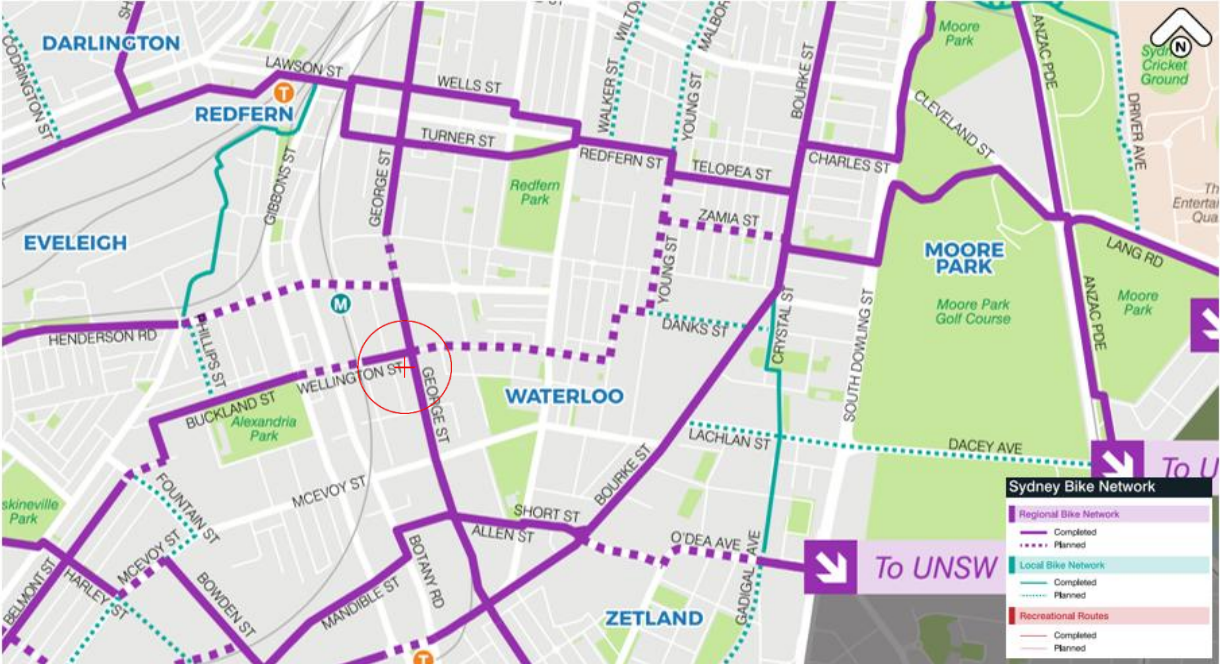 CODRINGTON ST
DARLINGTON
LAWSON ST
T
REDFERN
WELLS ST
TURNER ST
GEORGE ST
GIBBONS ST
Redfern
Park
WALKER ST
YOUNG ST
REDFERN ST
TELOPEA ST
BOURKE ST
CHARLES ST
CLEVELAND ST
Moore
Park
ANZAC PDE
DRIVER AVE
Cricket
Ground
N
ZAMIA ST
YOUNG ST
EVELEIGH
M
HENDERSON RD
PHILLIPS ST
MOORE
PARK
Moore Park
Golf Course
LANG RD
ANZAC PDE
Moore
Park
DANKS ST
CRYSTAL ST
SOUTH DOWLING ST
WELLINGTON ST
GEORGE ST
BUCKLAND ST
Alexandria
Park
WATERLOO
LACHLAN ST
DACEY AVE
BOURKE ST
MCEVOY ST
FOUNTAIN ST
SHORT ST
ALLEN ST
O'DEA AVE
GADIGAL AVE
To UNSW
BELMONT ST
HARLEY ST
MCEVOY ST
BOWDEN ST
MANDIBLE ST
BOTANY RD
ZETLAND
T
Sydney Bike Network
Regional Bike Network
Completed
Planned
Local Bike Network
Completed
Planned
Recreational Routes
Completed
Planned